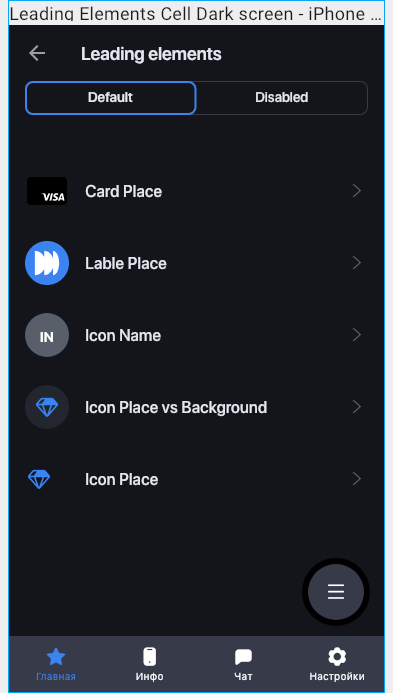 Leading Elements Cell Dark screen - iPhone ...
Leading elements
Default
Disabled
VISA
Card Place
Lable Place
IN
Icon Name
Icon Place vs Background
Icon Place
Главная
Инфо
Чат
Настройки